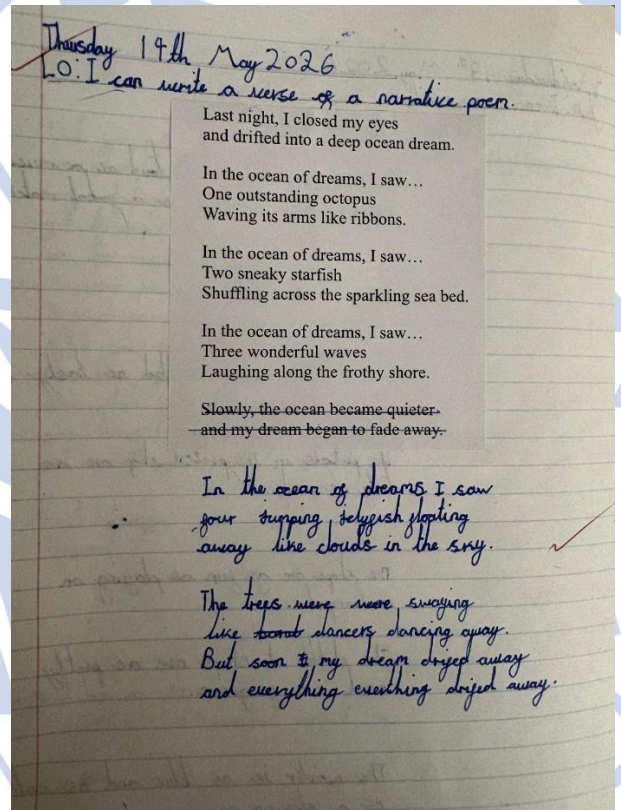 Thursday 14th May 2026
LO: I can write a verse of a narrative poem.
Last night, I closed my eyes
and drifted into a deep ocean dream.
In the ocean of dreams, I saw…
One outstanding octopus
Waving its arms like ribbons.
In the ocean of dreams, I saw…
Two sneaky starfish
Shuffling across the sparkling sea bed.
In the ocean of dreams, I saw…
Three wonderful waves
Laughing along the frothy shore.
Slowly, the ocean became quieter
and my dream began to fade away.
In the ocean of dreams I saw
four jelyfish floating
away like clouds in the sky.
The trees were were swaying
like dancers dancing away.
But soon my dream drifed away
and everything everthing drifed away.